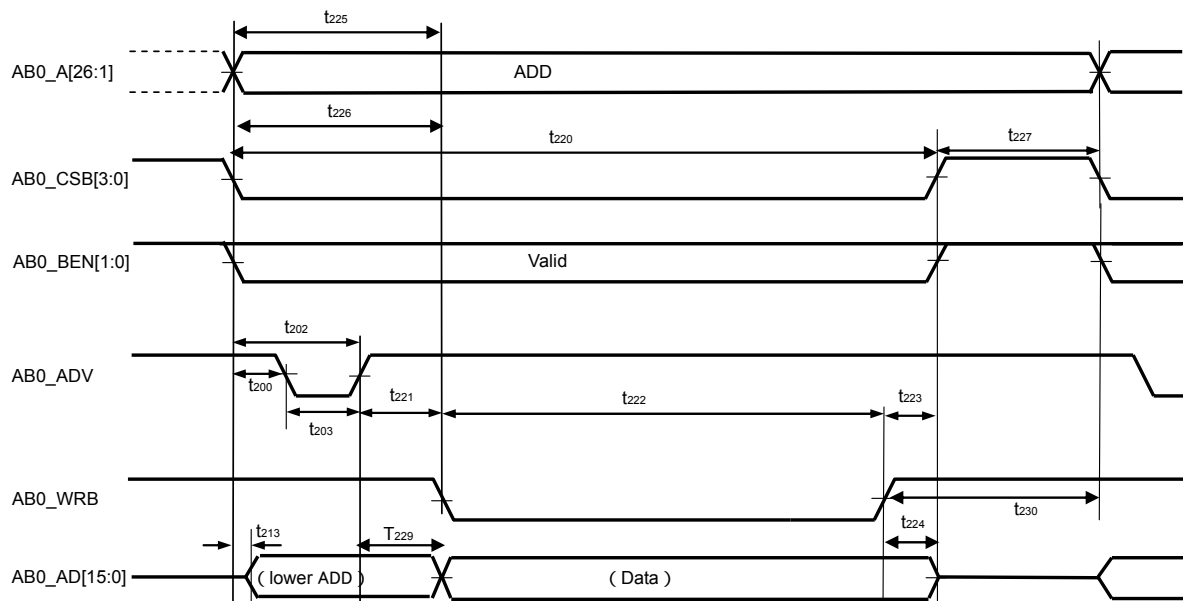 t225
AB0_A[26:1]
ADD
t226
t220
t227
AB0_CSB[3:0]
AB0_BEN[1:0]
Valid
t202
AB0_ADV
t200
t221
t222
t223
t203
AB0_WRB
t230
t213
T229
t224
AB0_AD[15:0]
( lower ADD )
( Data )